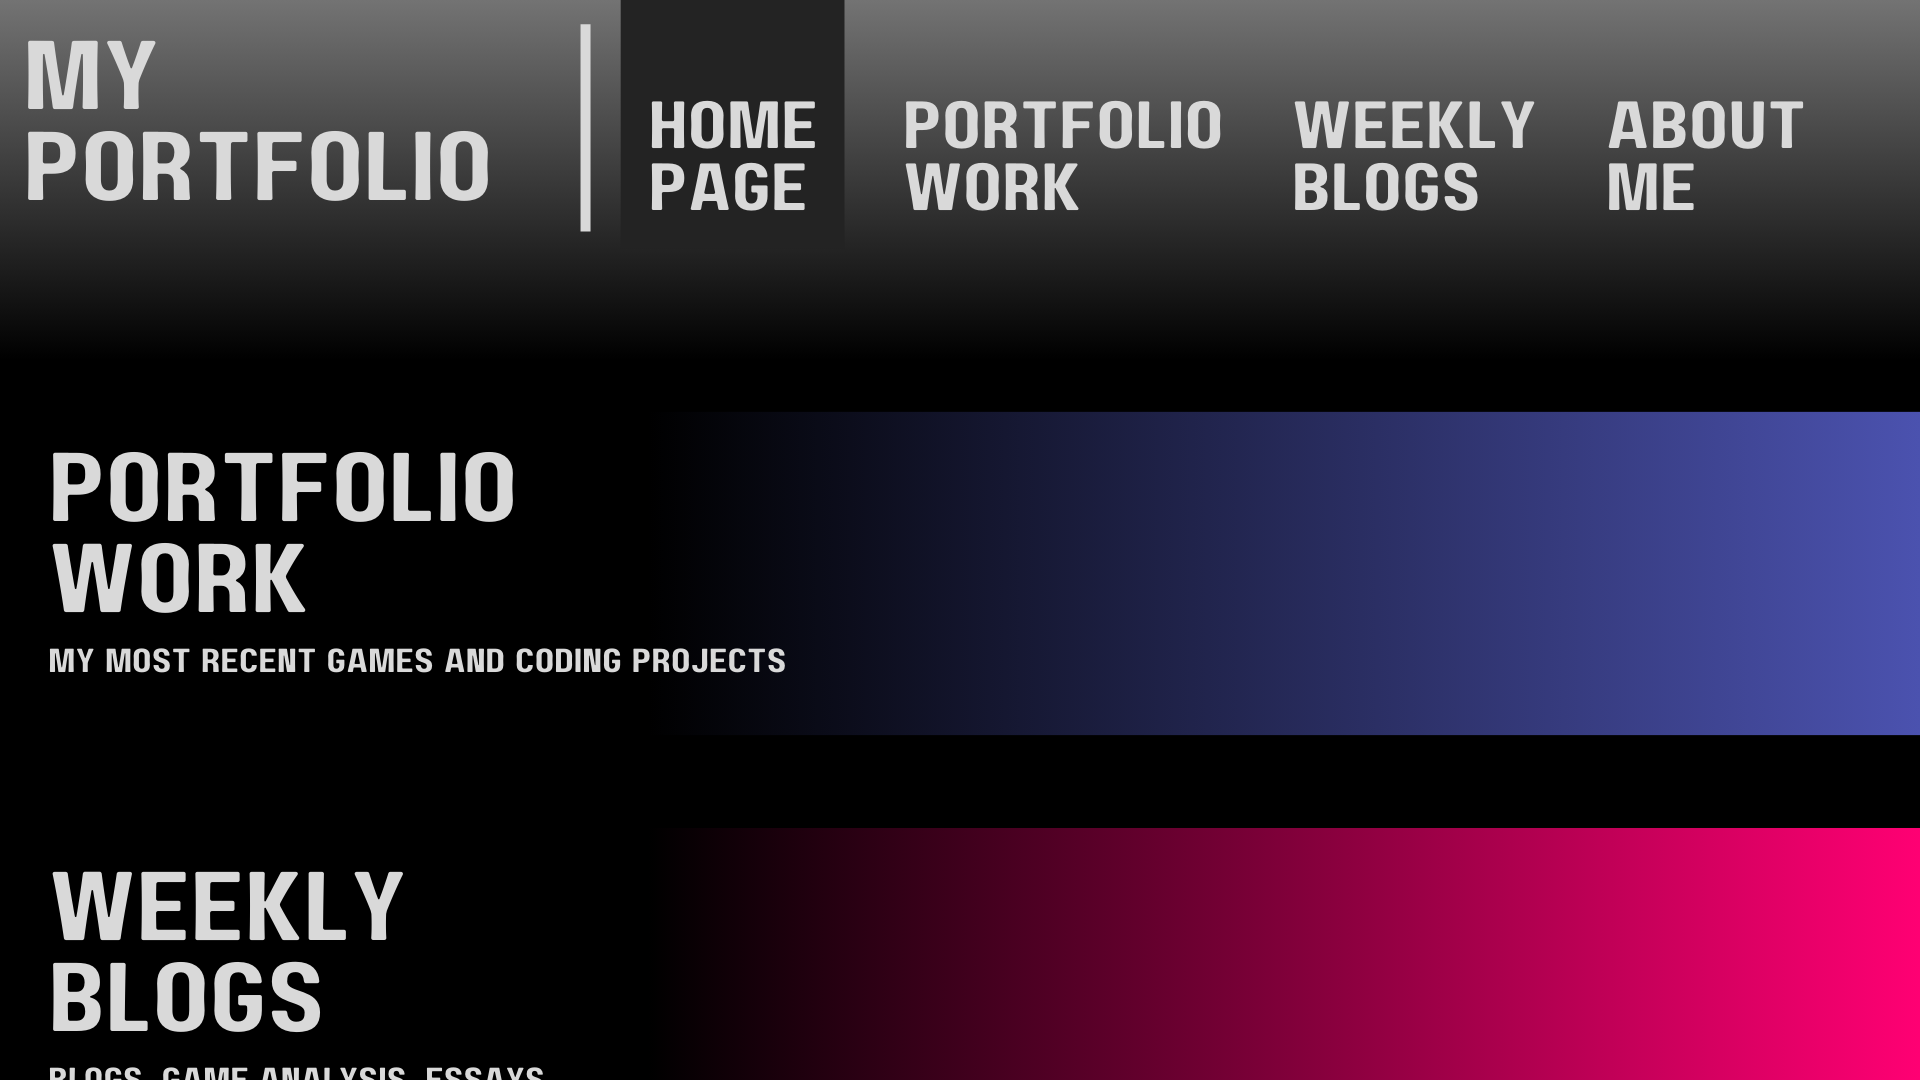 MY
PORTFOLIO
HOME
PAGE
PORTFOLIO
WORK
WEEKLY
BLOGS
ABOUT
ME
PORTFOLIO
WORK
MY MOST RECENT GAMES AND CODING PROJECTS
WEEKLY
BLOGS
BLOGS, GAME ANALYSIS, ESSAYS